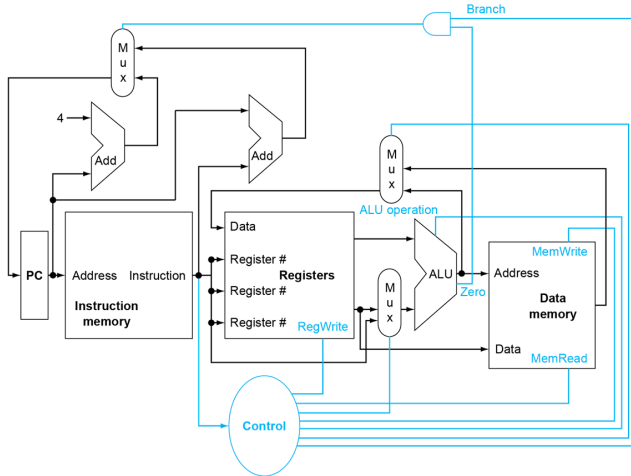 Branch
M
u
x
4
Add
Add
M
u
x
ALU operation
Data
MemWrite
PC
Address
Instruction
Register #
Registers
ALU
Address
Zero
Instruction
memory
Register #
M
u
x
Data
memory
Register #
RegWrite
Data
MemRead
Control